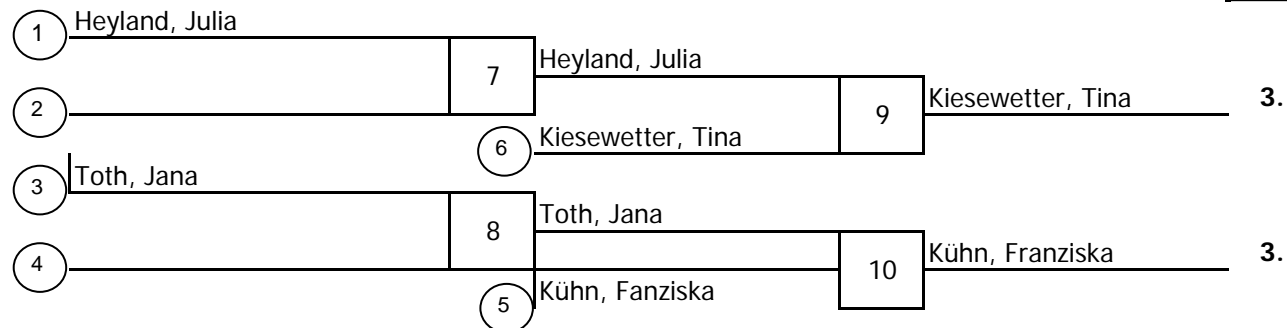 1 Heyland, Julia
7 Heyland, Julia
2
9 Kiesewetter, Tina 3.
6 Kiesewetter, Tina
3 Toth, Jana
8 Toth, Jana
4
10 Kühn, Franziska 3.
5 Kühn, Fanziska